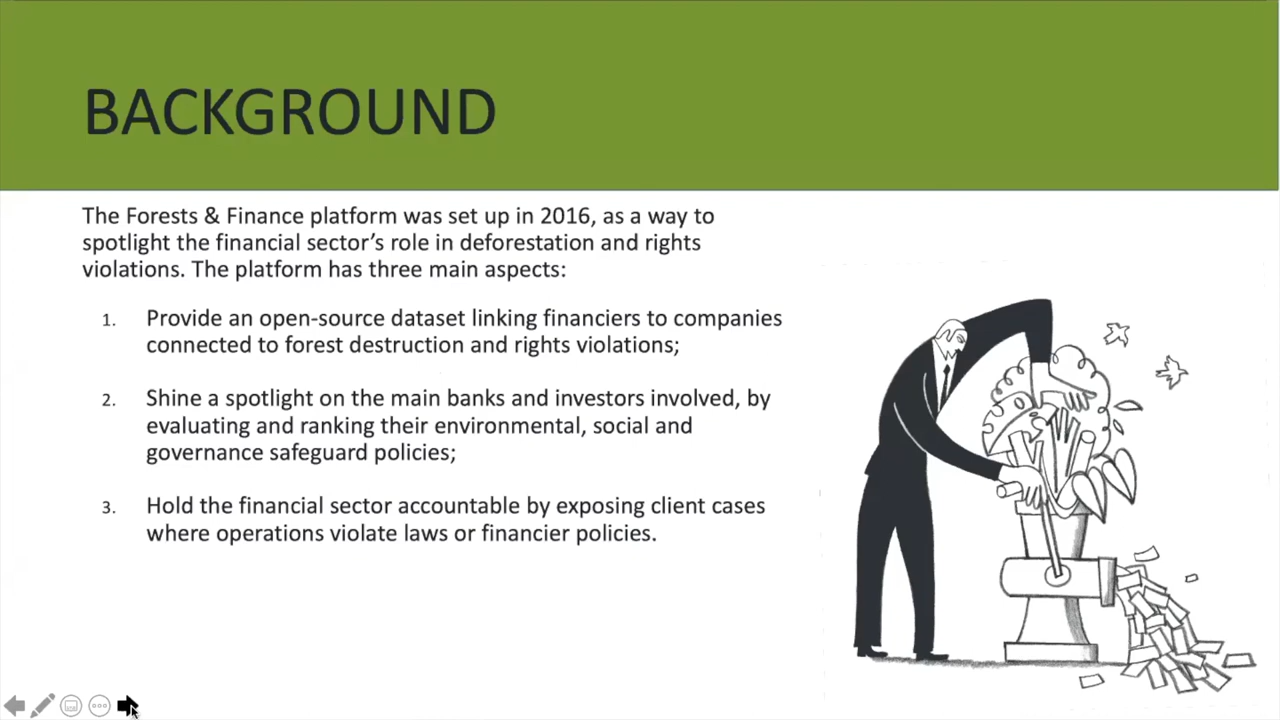 BACKGROUND
The Forests & Finance platform was set up in 2016, as a way to
spotlight the financial sector’s role in deforestation and rights
violations. The platform has three main aspects:
1. Provide an open-source dataset linking financiers to companies
connected to forest destruction and rights violations;
2. Shine a spotlight on the main banks and investors involved, by
evaluating and ranking their environmental, social and
governance safeguard policies;
3. Hold the financial sector accountable by exposing client cases
where operations violate laws or financier policies.